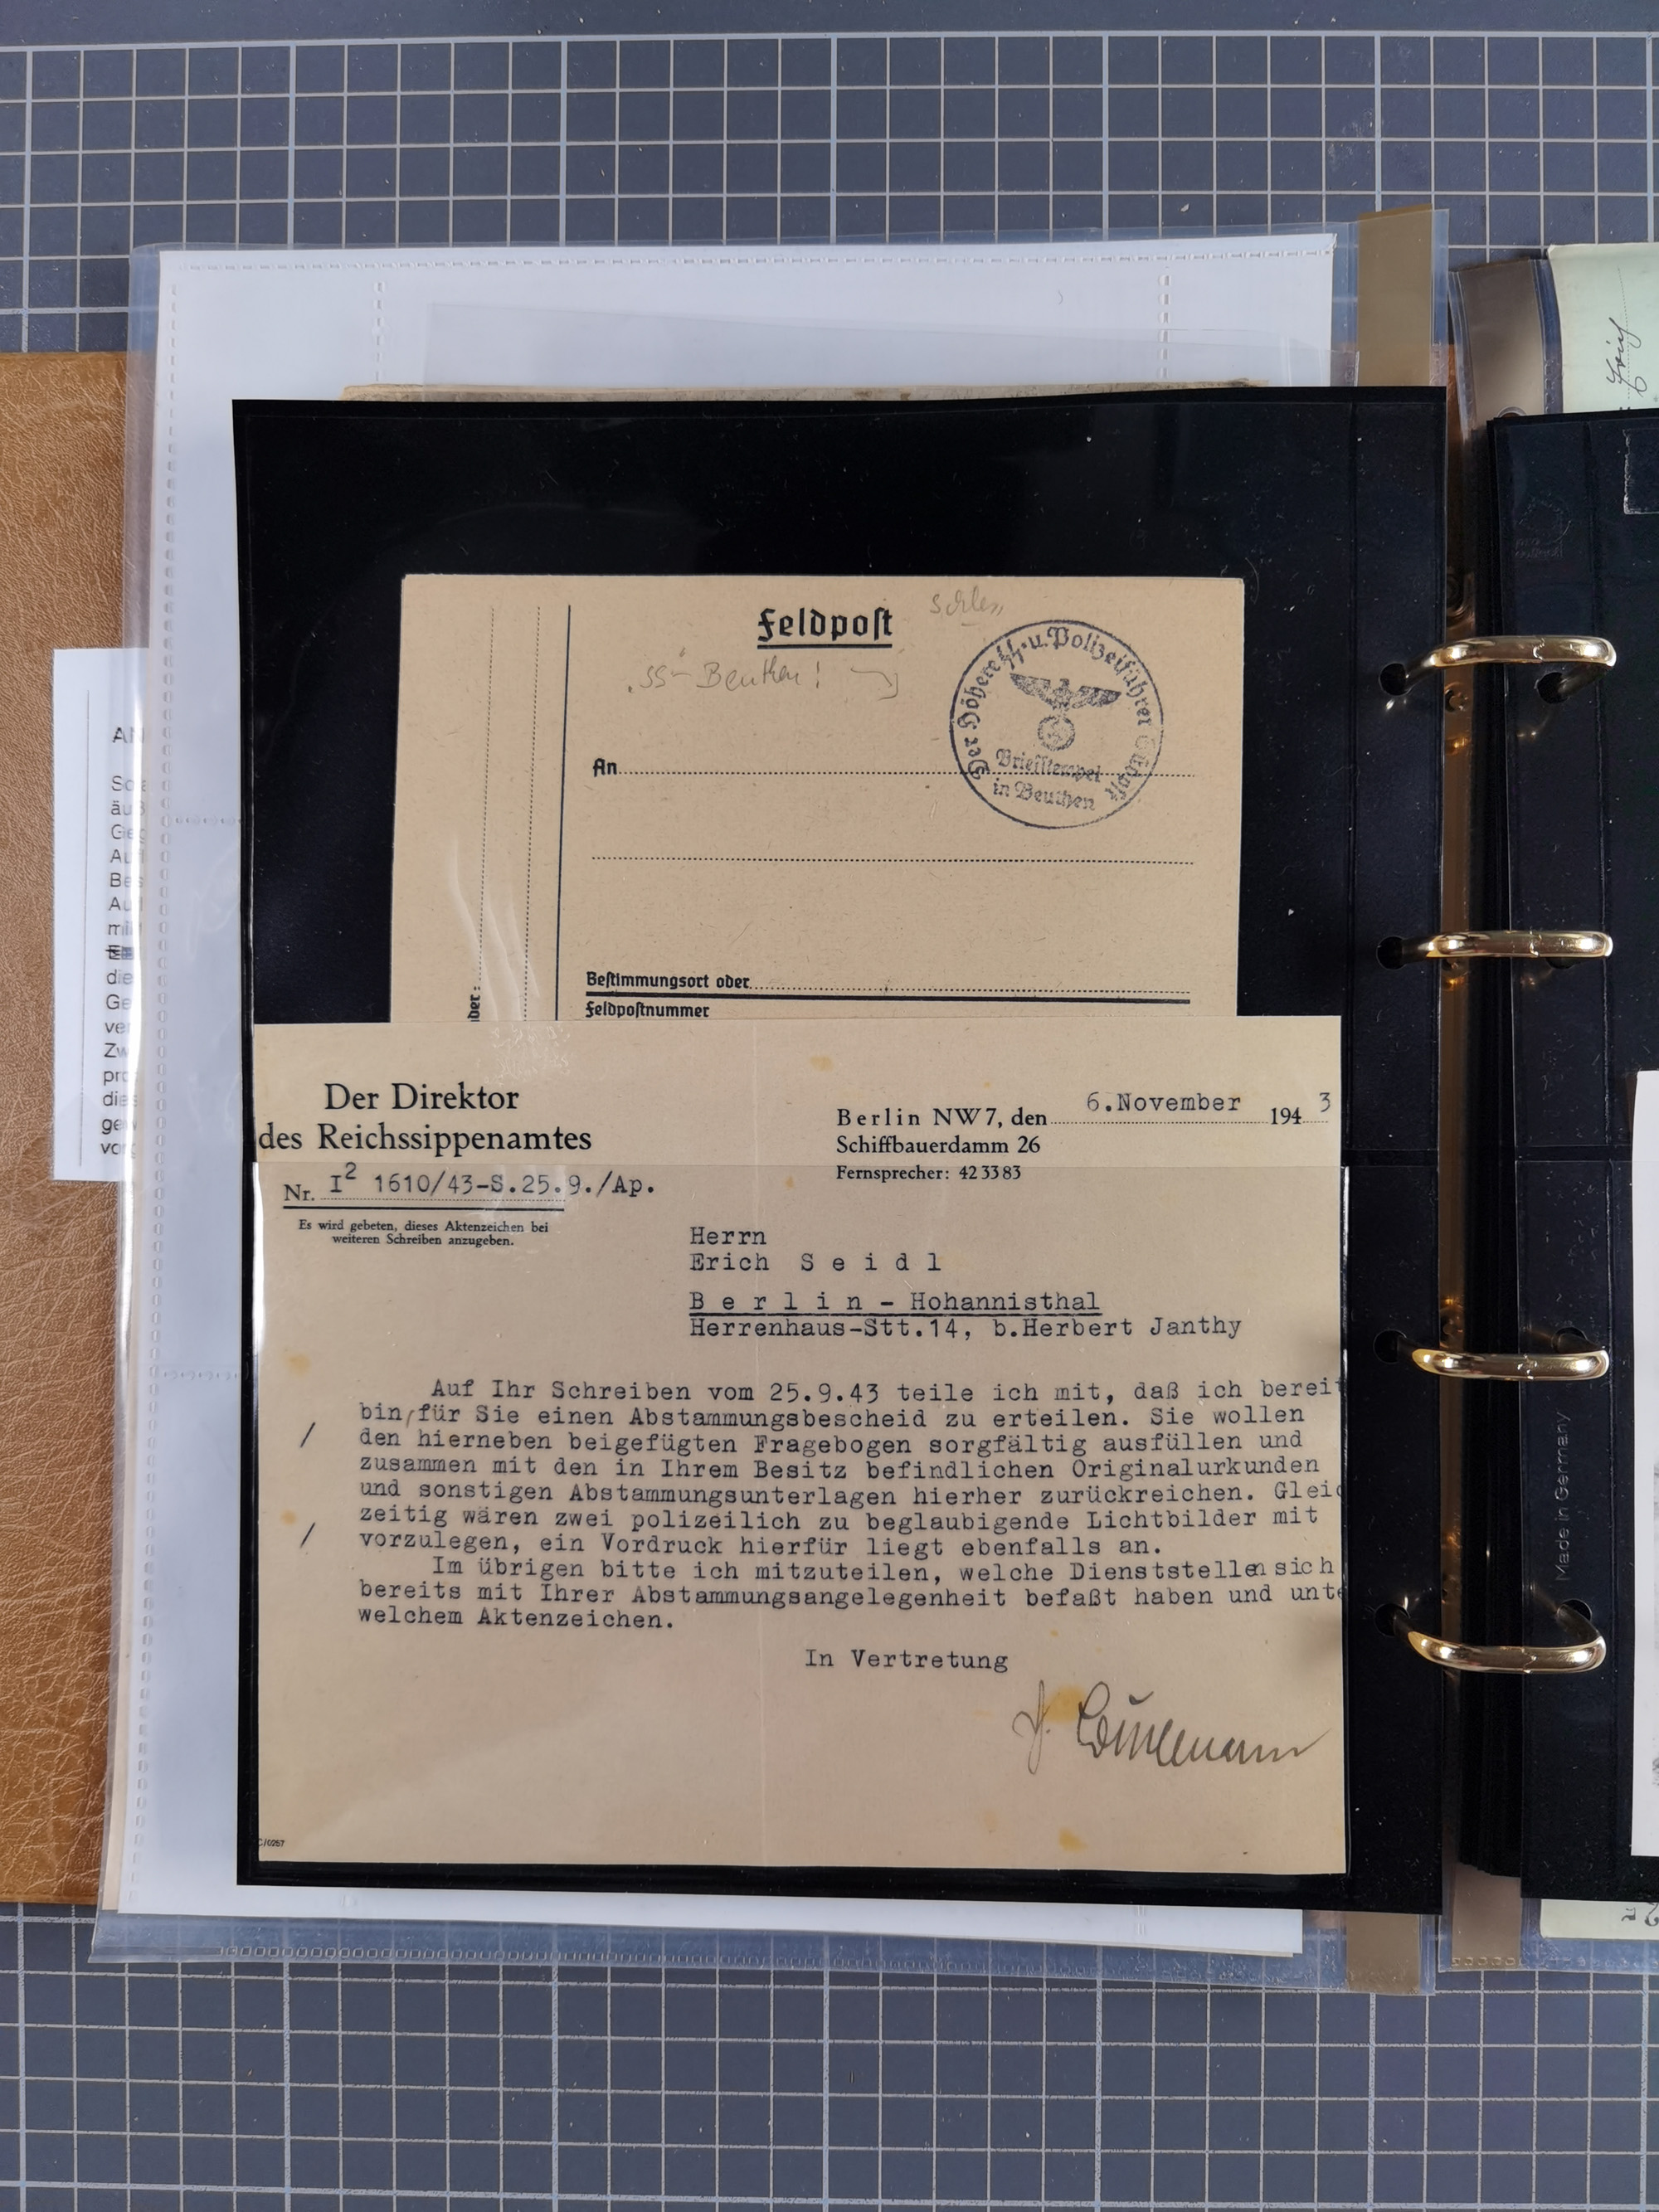 Feldpost
Schles
"SS"-Beuthen!
Der Höhere SS-u. Polizeiführer Südost
Briefstempel
in Beuthen
An
Bestimmungsort oder
Feldpostnummer
Der Direktor
des Reichssippenamtes
Nr. I² 1610/43-S.25.9./Ap.
Es wird gebeten, dieses Aktenzeichen bei
weiteren Schreiben anzugeben.
Berlin NW 7, den 6.November 1943
Schiffbauerdamm 26
Fernsprecher: 42 33 83
Herrn
Erich S e i d l
B e r l i n - Hohannisthal
Herrenhaus-Stt.14, b.Herbert Janthy
Auf Ihr Schreiben vom 25.9.43 teile ich mit, daß ich bereit
bin, für Sie einen Abstammungsbescheid zu erteilen. Sie wollen
/ den hierneben beigefügten Fragebogen sorgfältig ausfüllen und
zusammen mit den in Ihrem Besitz befindlichen Originalurkunden
und sonstigen Abstammungsunterlagen hierher zurückreichen. Gleic
zeitig wären zwei polizeilich zu beglaubigende Lichtbilder mit
/ vorzulegen, ein Vordruck hierfür liegt ebenfalls an.
Im übrigen bitte ich mitzuteilen, welche Dienststellen sich
bereits mit Ihrer Abstammungsangelegenheit befaßt haben und unte
welchem Aktenzeichen.
In Vertretung
C/0257
Made in Germany